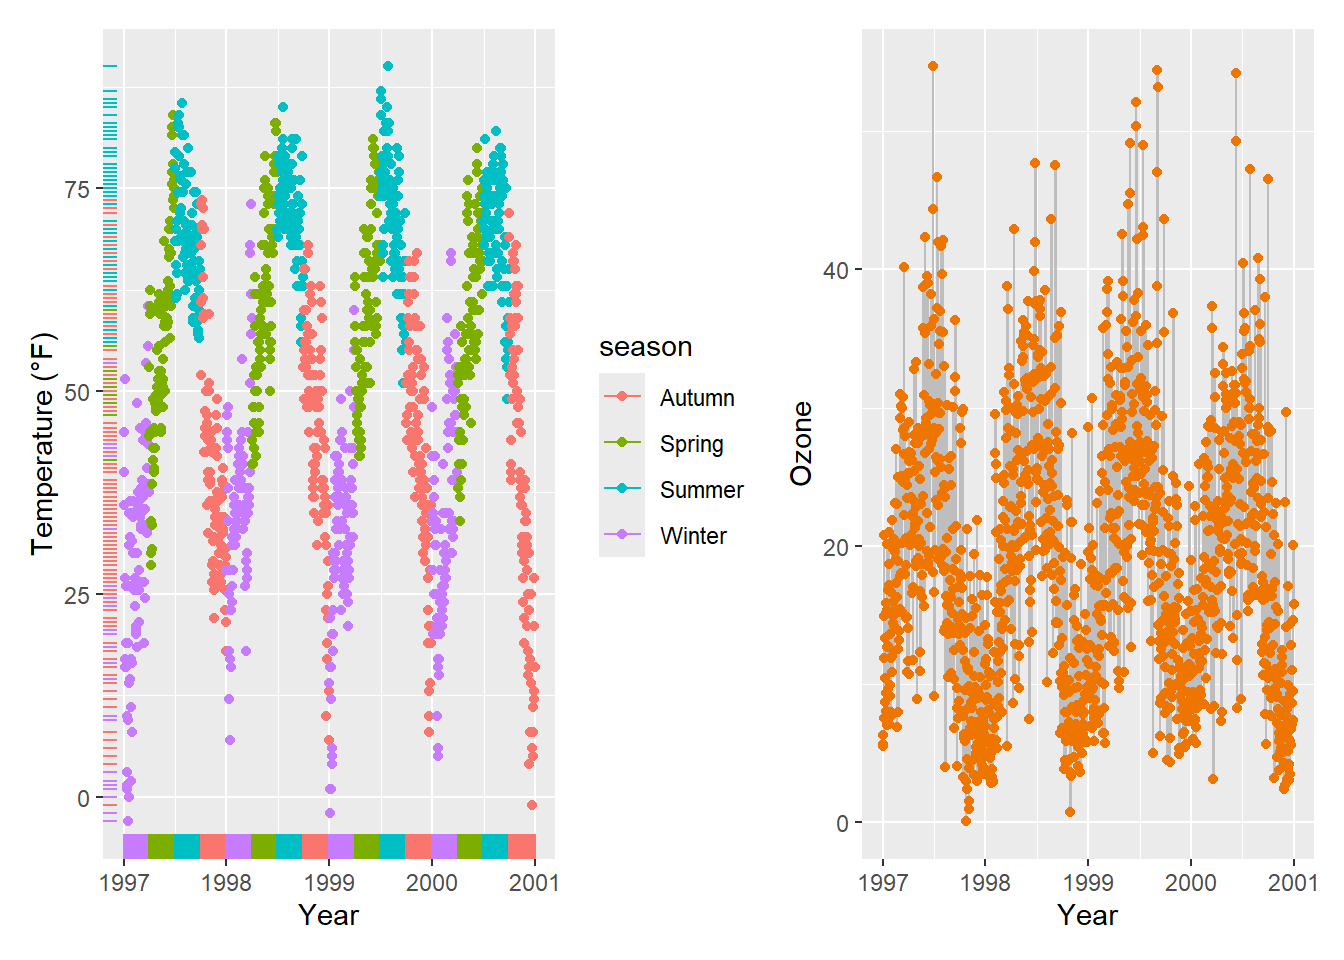 Temperature (°F)
75
50
25
0
1997 1998 1999 2000 2001
Year
season
Autumn
Spring
Summer
Winter
Ozone
40
20
0
1997 1998 1999 2000 2001
Year